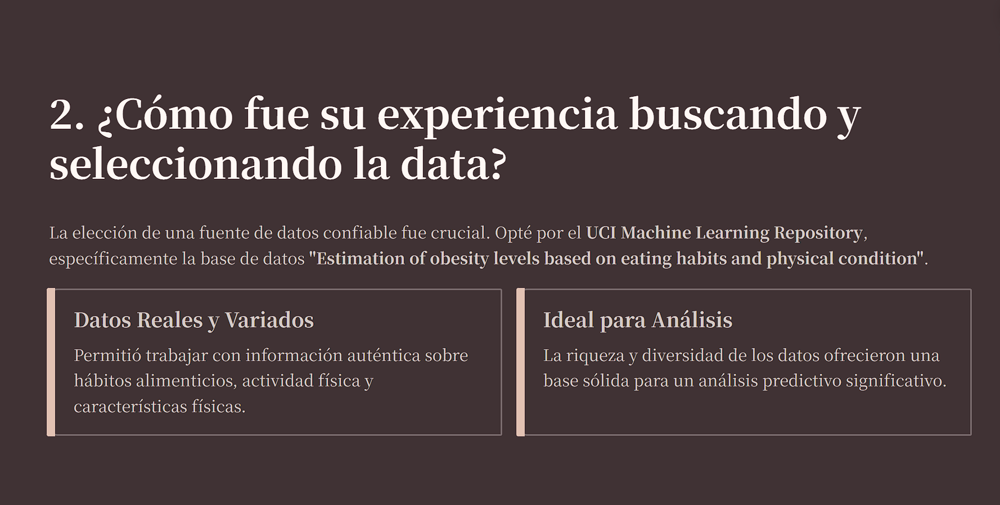 2. ¿Cómo fue su experiencia buscando y
seleccionando la data?
La elección de una fuente de datos confiable fue crucial. Opté por el UCI Machine Learning Repository,
específicamente la base de datos "Estimation of obesity levels based on eating habits and physical condition".
Datos Reales y Variados
Permitió trabajar con información auténtica sobre
hábitos alimenticios, actividad física y
características físicas.
Ideal para Análisis
La riqueza y diversidad de los datos ofrecieron una
base sólida para un análisis predictivo significativo.